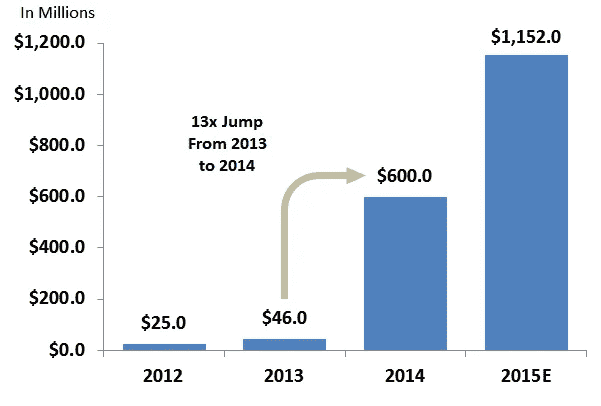 In Millions
$1,200.0
$1,000.0
$800.0
$600.0
$400.0
$200.0
$0.0
13x Jump
From 2013
to 2014
$25.0
$46.0
$600.0
$1,152.0
2012
2013
2014
2015E